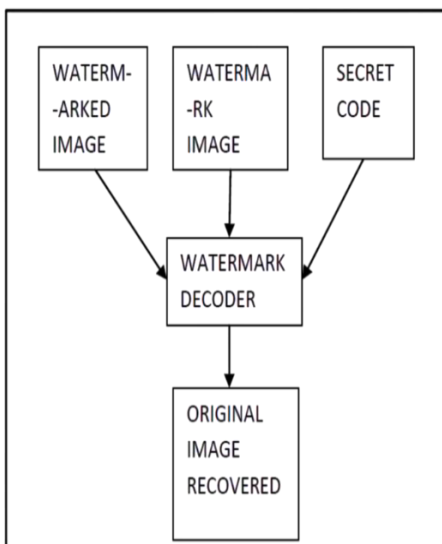 WATERM-
-ARKED
IMAGE
WATERMA
-RK
IMAGE
SECRET
CODE
WATERMARK
DECODER
ORIGINAL
IMAGE
RECOVERED